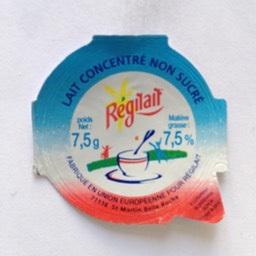 LAIT CONCENTRÉ NON SUCRÉ
Régilait
poids
Net :
7,5g
Matière
grasse :
7,5%
FABRIQUÉ EN UNION EUROPÉENNE POUR RÉGILAIT
71118 St Martin Belle Roche